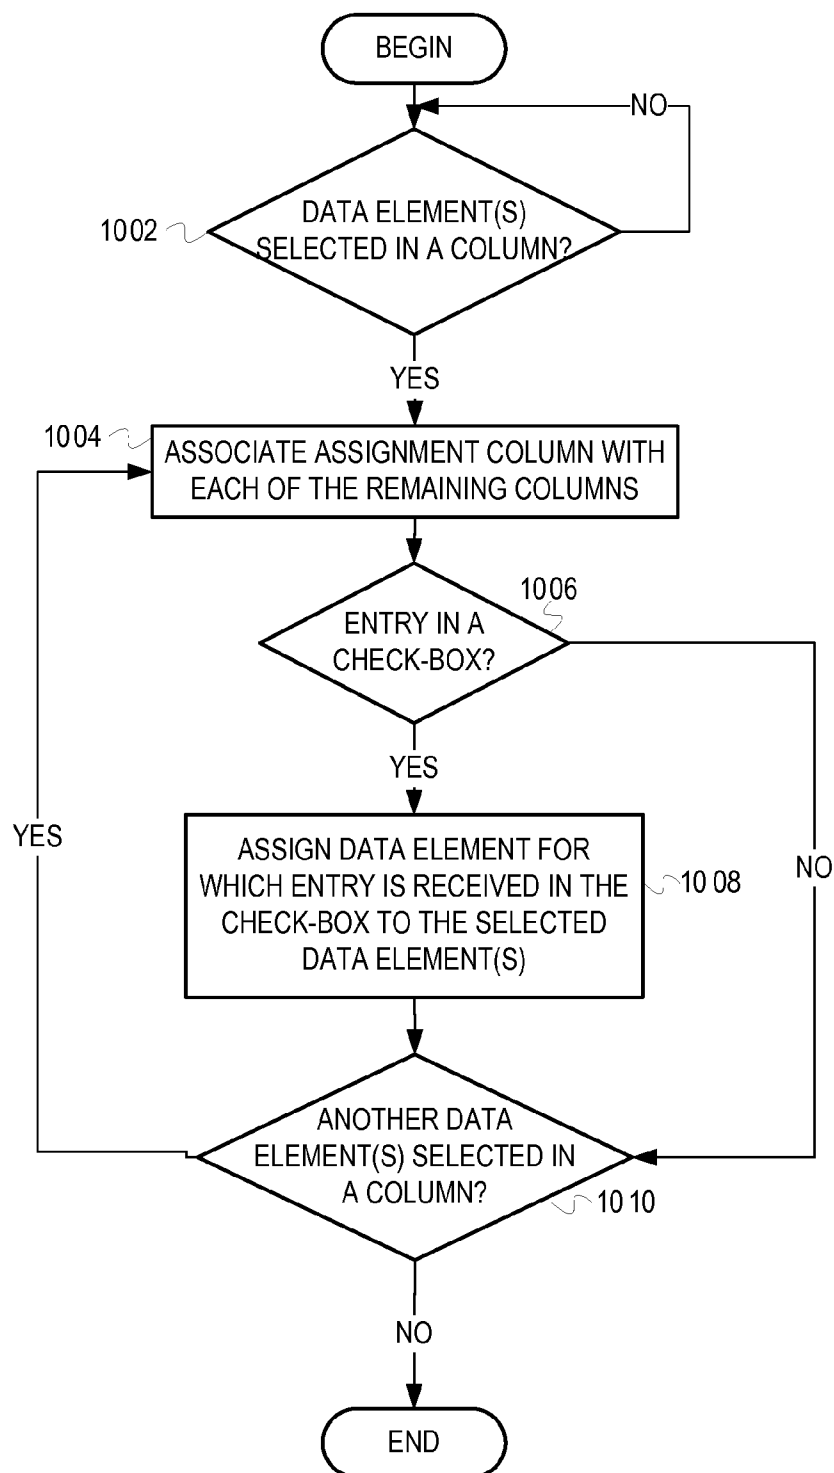 BEGIN
NO
1002
DATA ELEMENT(S)
SELECTED IN A COLUMN?
YES
1004
ASSOCIATE ASSIGNMENT COLUMN WITH
EACH OF THE REMAINING COLUMNS
1006
ENTRY IN A
CHECK-BOX?
YES
YES
NO
ASSIGN DATA ELEMENT FOR
WHICH ENTRY IS RECEIVED IN THE
CHECK-BOX TO THE SELECTED
DATA ELEMENT(S)
1008
ANOTHER DATA
ELEMENT(S) SELECTED IN
A COLUMN?
1010
NO
END